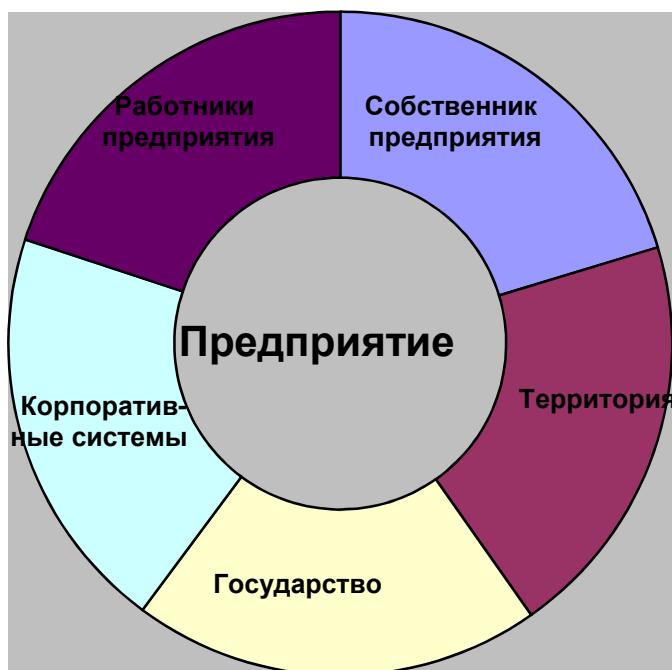 Работники
предприятия
Собственник
предприятия
Предприятие
Территория
Корпоратив-
ные системы
Государство